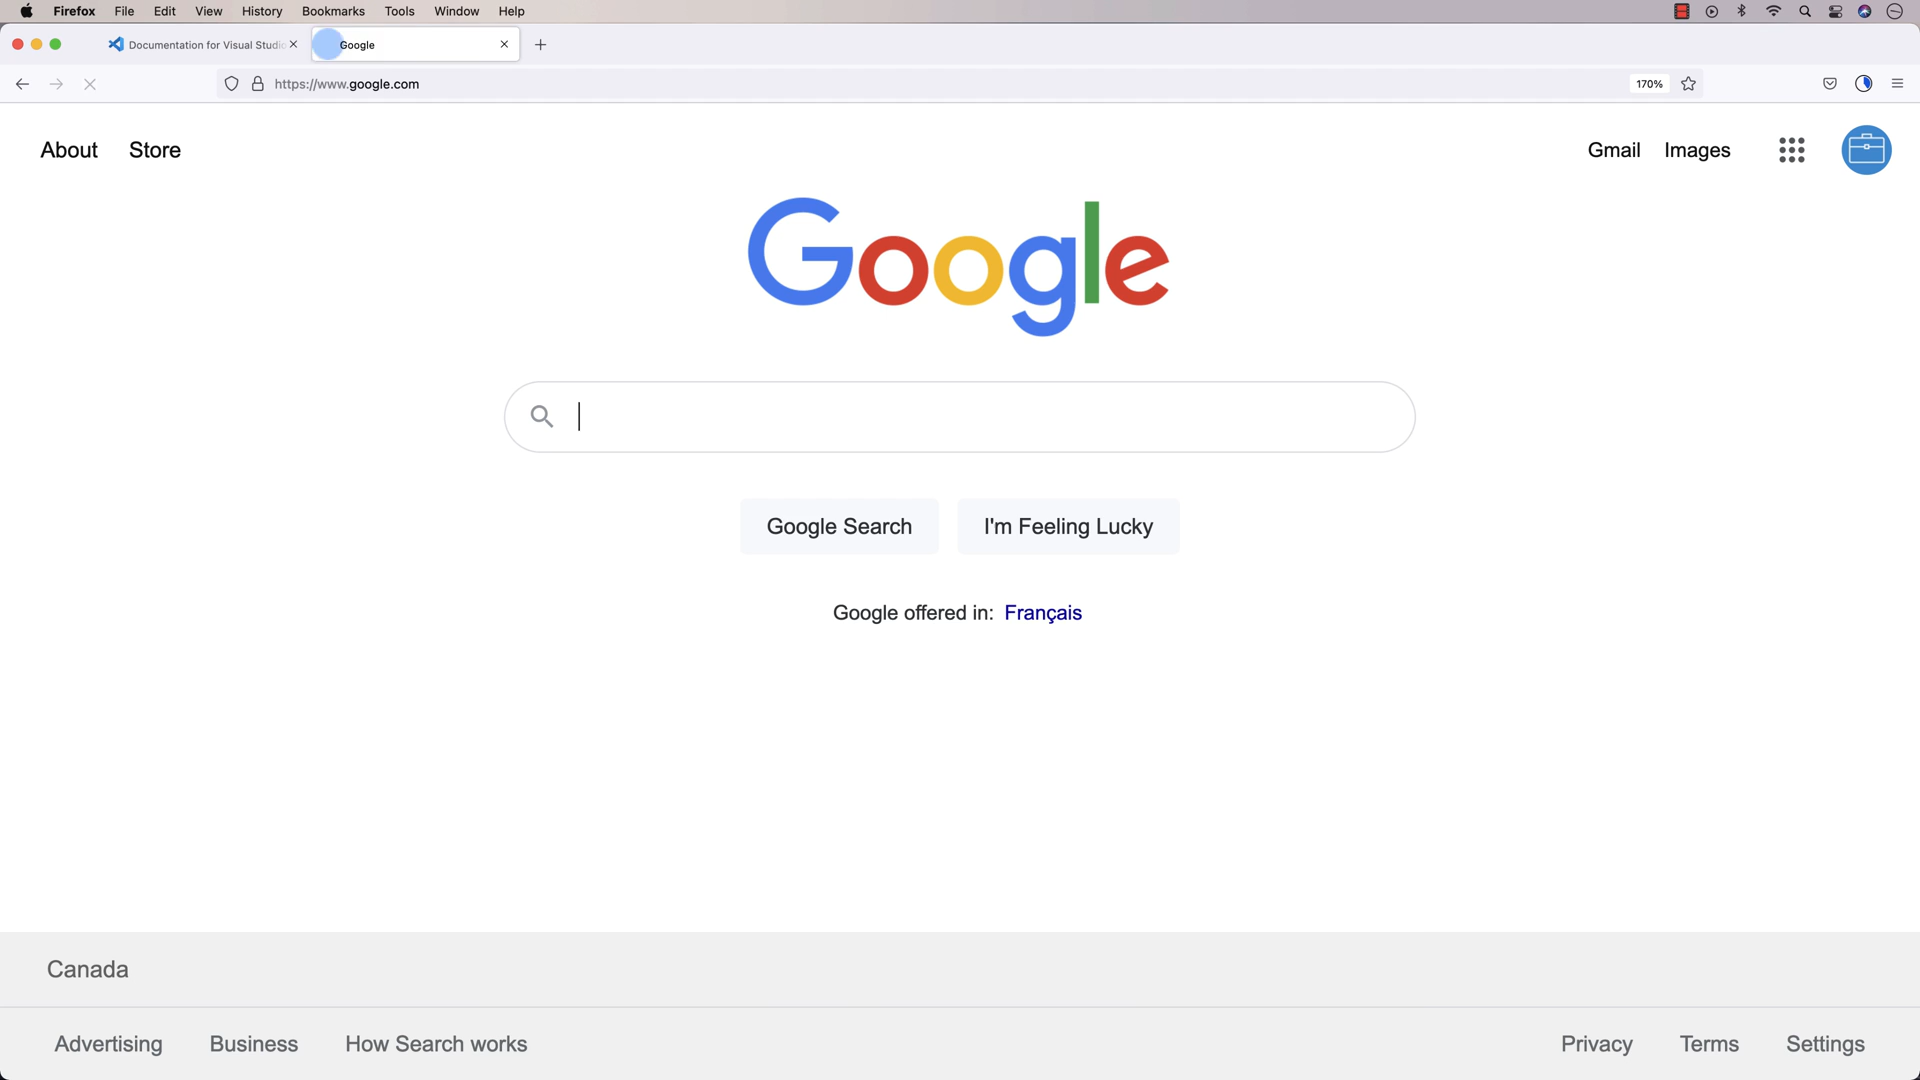 Firefox File Edit View History Bookmarks Tools Window Help
Documentation for Visual Studio
Google
https://www.google.com
170%
About Store
Gmail Images
Google
Google Search
I'm Feeling Lucky
Google offered in: Français
Canada
Advertising Business How Search works
Privacy Terms Settings